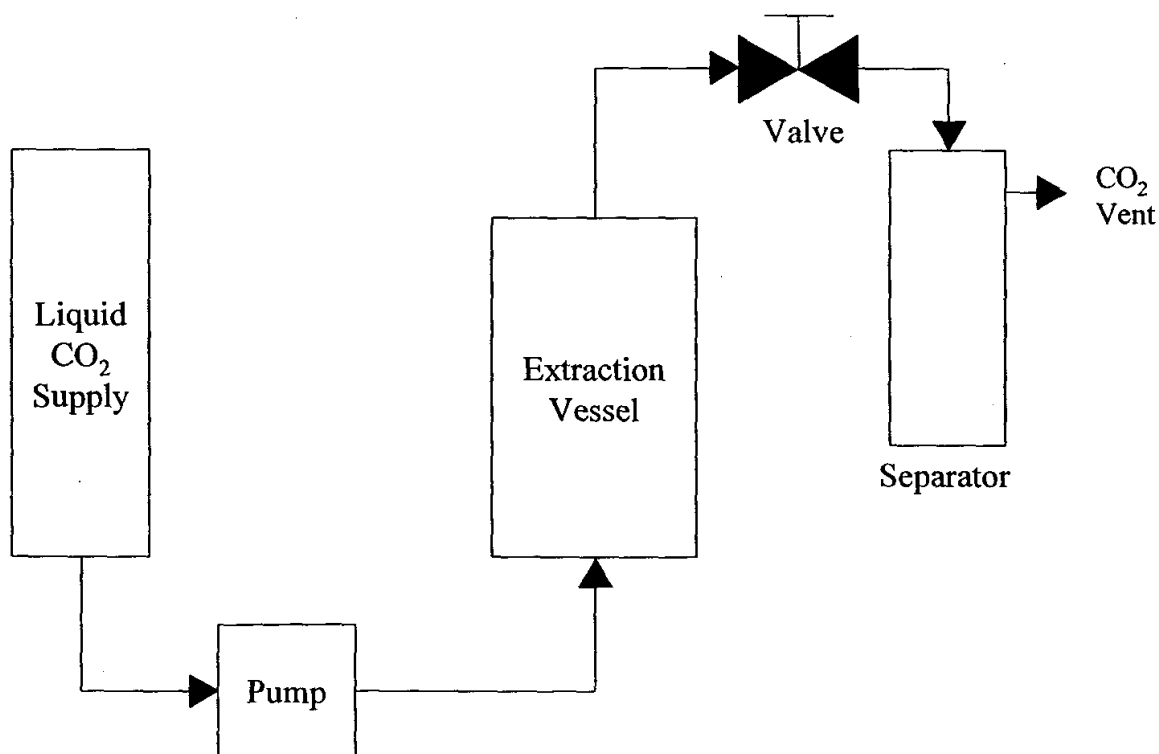 Valve
CO₂
Vent
Liquid
CO₂
Supply
Extraction
Vessel
Separator
Pump